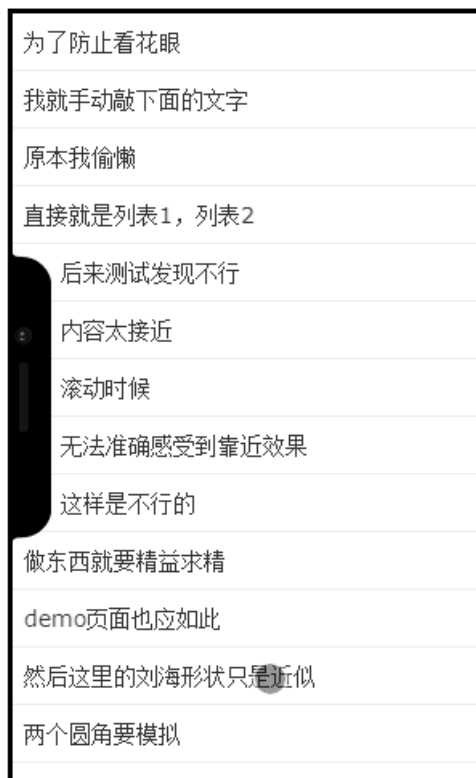 为了防止看花眼
我就手动敲下面的文字
原本我偷懒
直接就是列表1，列表2
后来测试发现不行
内容太接近
滚动时候
无法准确感受到靠近效果
这样是不行的
做东西就要精益求精
demo页面也应如此
然后这里的刘海形状只是近似
两个圆角要模拟